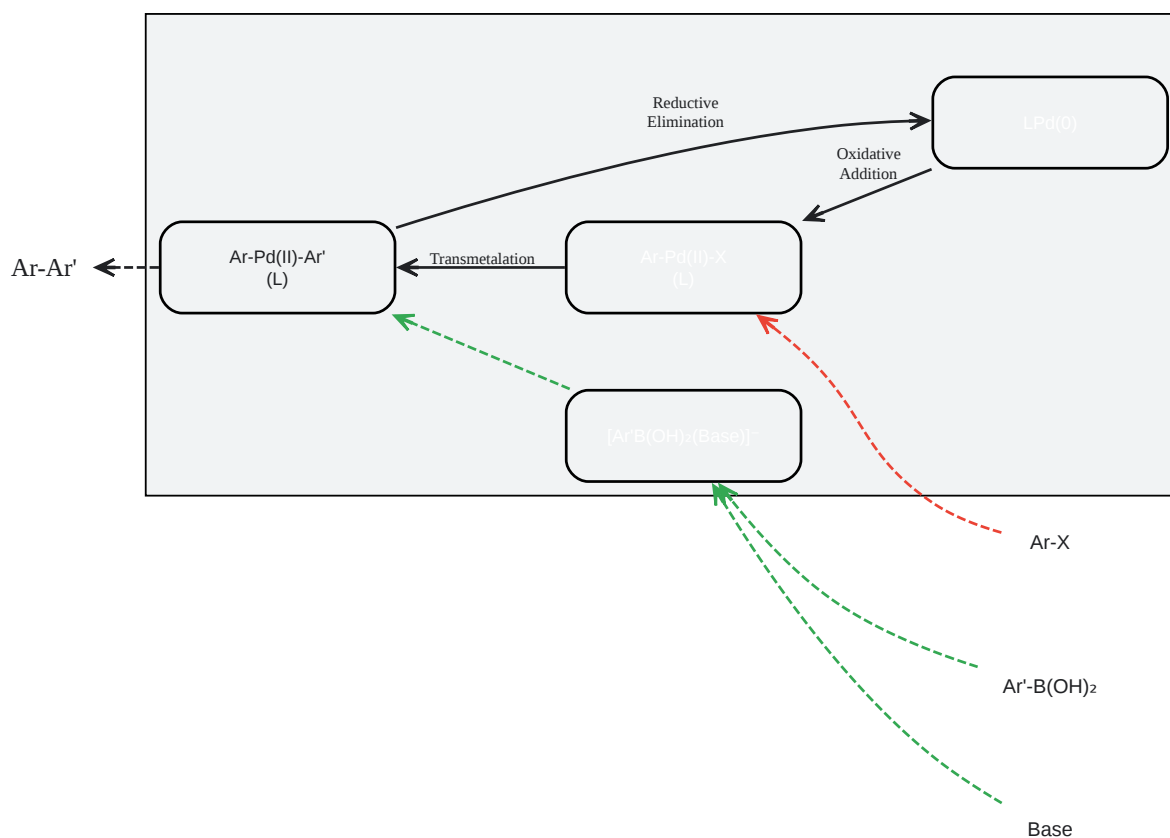 Reductive
Elimination
LPd(0)
Oxidative
Addition
Ar-Ar'
Ar-Pd(II)-Ar'
(L)
Transmetalation
Ar-Pd(II)-X
(L)
[Ar'B(OH)₂(Base)]⁻
Ar-X
Ar'-B(OH)₂
Base